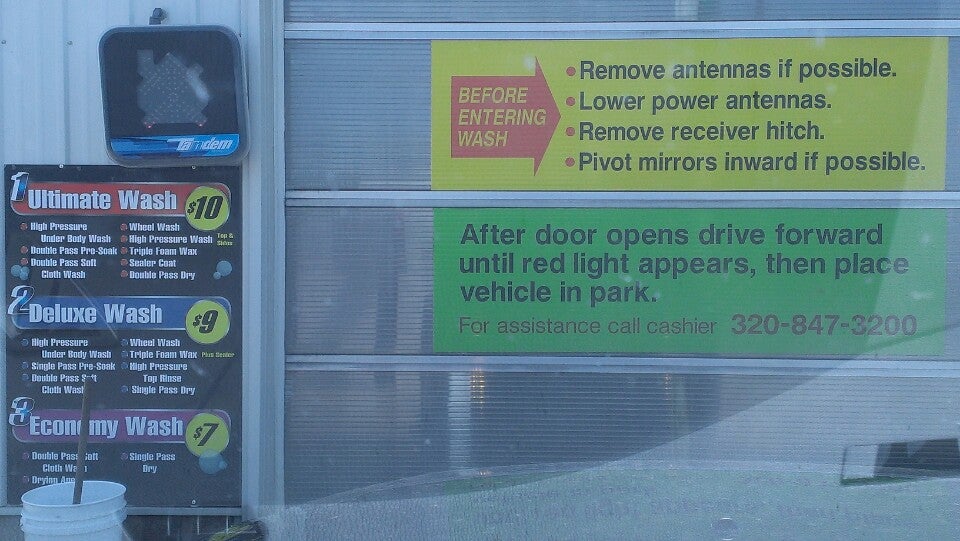 Tandem
1 Ultimate Wash $10
High Pressure
Under Body Wash
Double Pass Pre-Soak
Double Pass Soft
Cloth Wash
Wheel Wash
High Pressure Wash Top &
Sides
Triple Foam Wax
Sealer Coat
Double Pass Dry
2 Deluxe Wash $9
High Pressure
Under Body Wash
Single Pass Pre-Soak
Double Pass Soft
Cloth Wash
Wheel Wash
Triple Foam Wax Plus Sealer
High Pressure
Top Rinse
Single Pass Dry
3 Economy Wash $7
Double Pass Soft
Cloth Wash
Drying
Single Pass
Dry
BEFORE
ENTERING
WASH
•Remove antennas if possible.
•Lower power antennas.
•Remove receiver hitch.
•Pivot mirrors inward if possible.
After door opens drive forward
until red light appears, then place
vehicle in park.
For assistance call cashier 320-847-3200